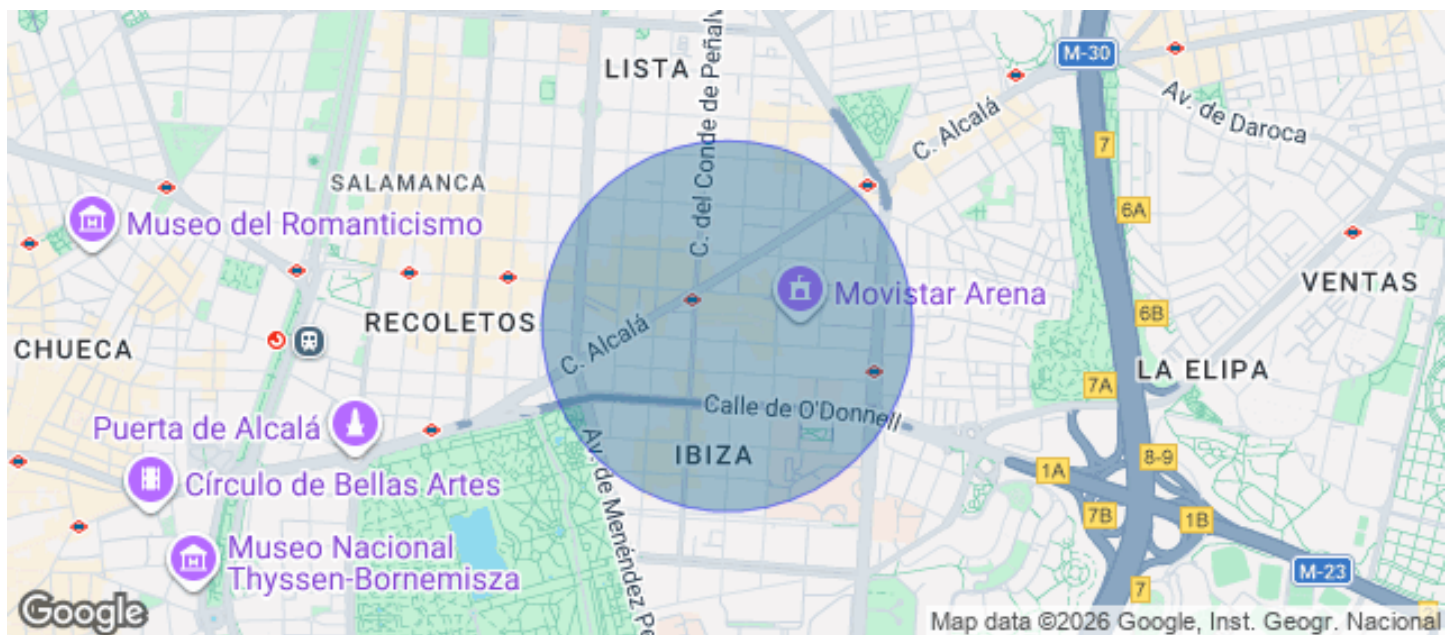 LISTA
C. del Conde de Peñalv
M-30
C. Alcalá
Av. de Daroca
7
SALAMANCA
6A
Museo del Romanticismo
Movistar Arena
VENTAS
6B
RECOLETOS
CHUECA
C. Alcalá
LA ELIPA
7A
Calle de O'Donnell
Puerta de Alcalá
IBIZA
Av. de Menéndez Pe
8-9
1A
Círculo de Bellas Artes
7B
1B
Museo Nacional
Thyssen-Bornemisza
M-23
7
Google
Map data ©2026 Google, Inst. Geogr. Nacional